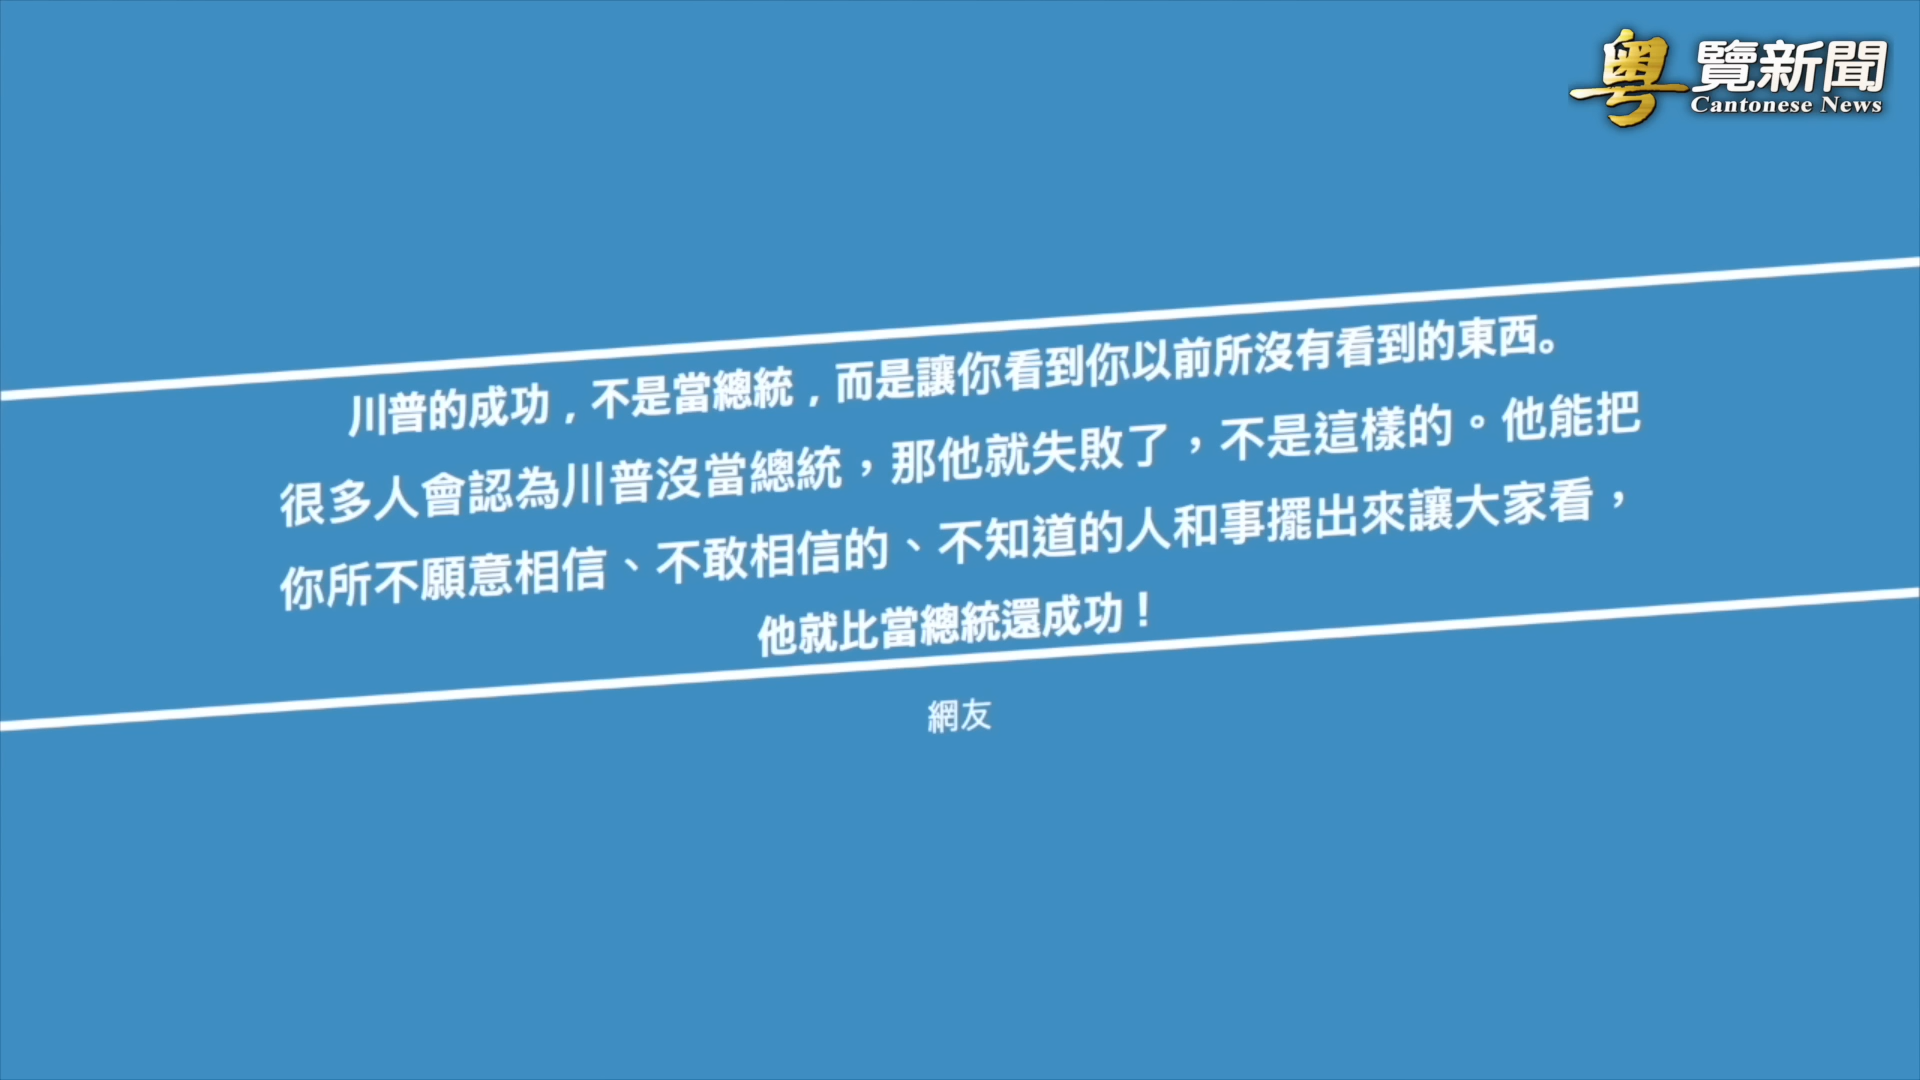 粵覽新聞
Cantonese News
川普的成功，不是當總統，而是讓你看到你以前所沒有看到的東西。
很多人會認為川普沒當總統，那他就失敗了，不是這樣的。他能把
你所不願意相信、不敢相信的、不知道的人和事擺出來讓大家看，
他就比當總統還成功！
網友